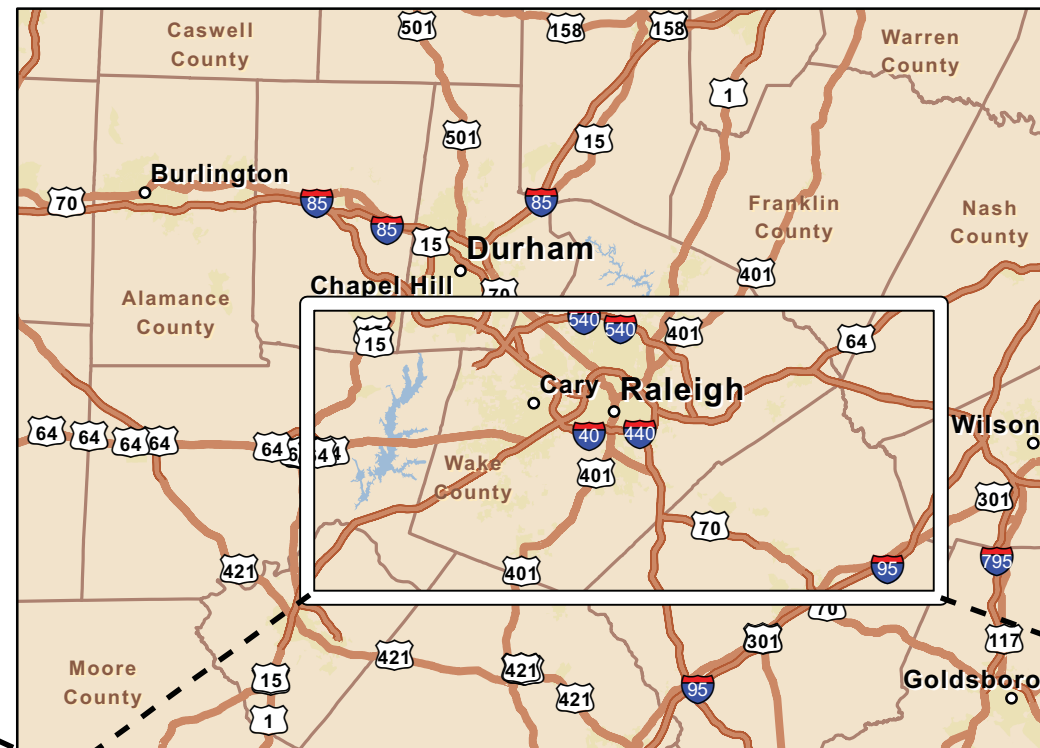 501
158
158
Caswell
County
Warren
County
1
501
15
Burlington
70
85
85
85
Franklin
County
Nash
County
15
Durham
401
Chapel Hill
70
Alamance
County
540
540
401
15
64
Cary
Raleigh
64
64
64
64
64
40
440
Wilson
Wake
County
401
301
70
421
401
95
795
70
301
117
421
Moore
County
15
421
421
95
Goldsboro
1